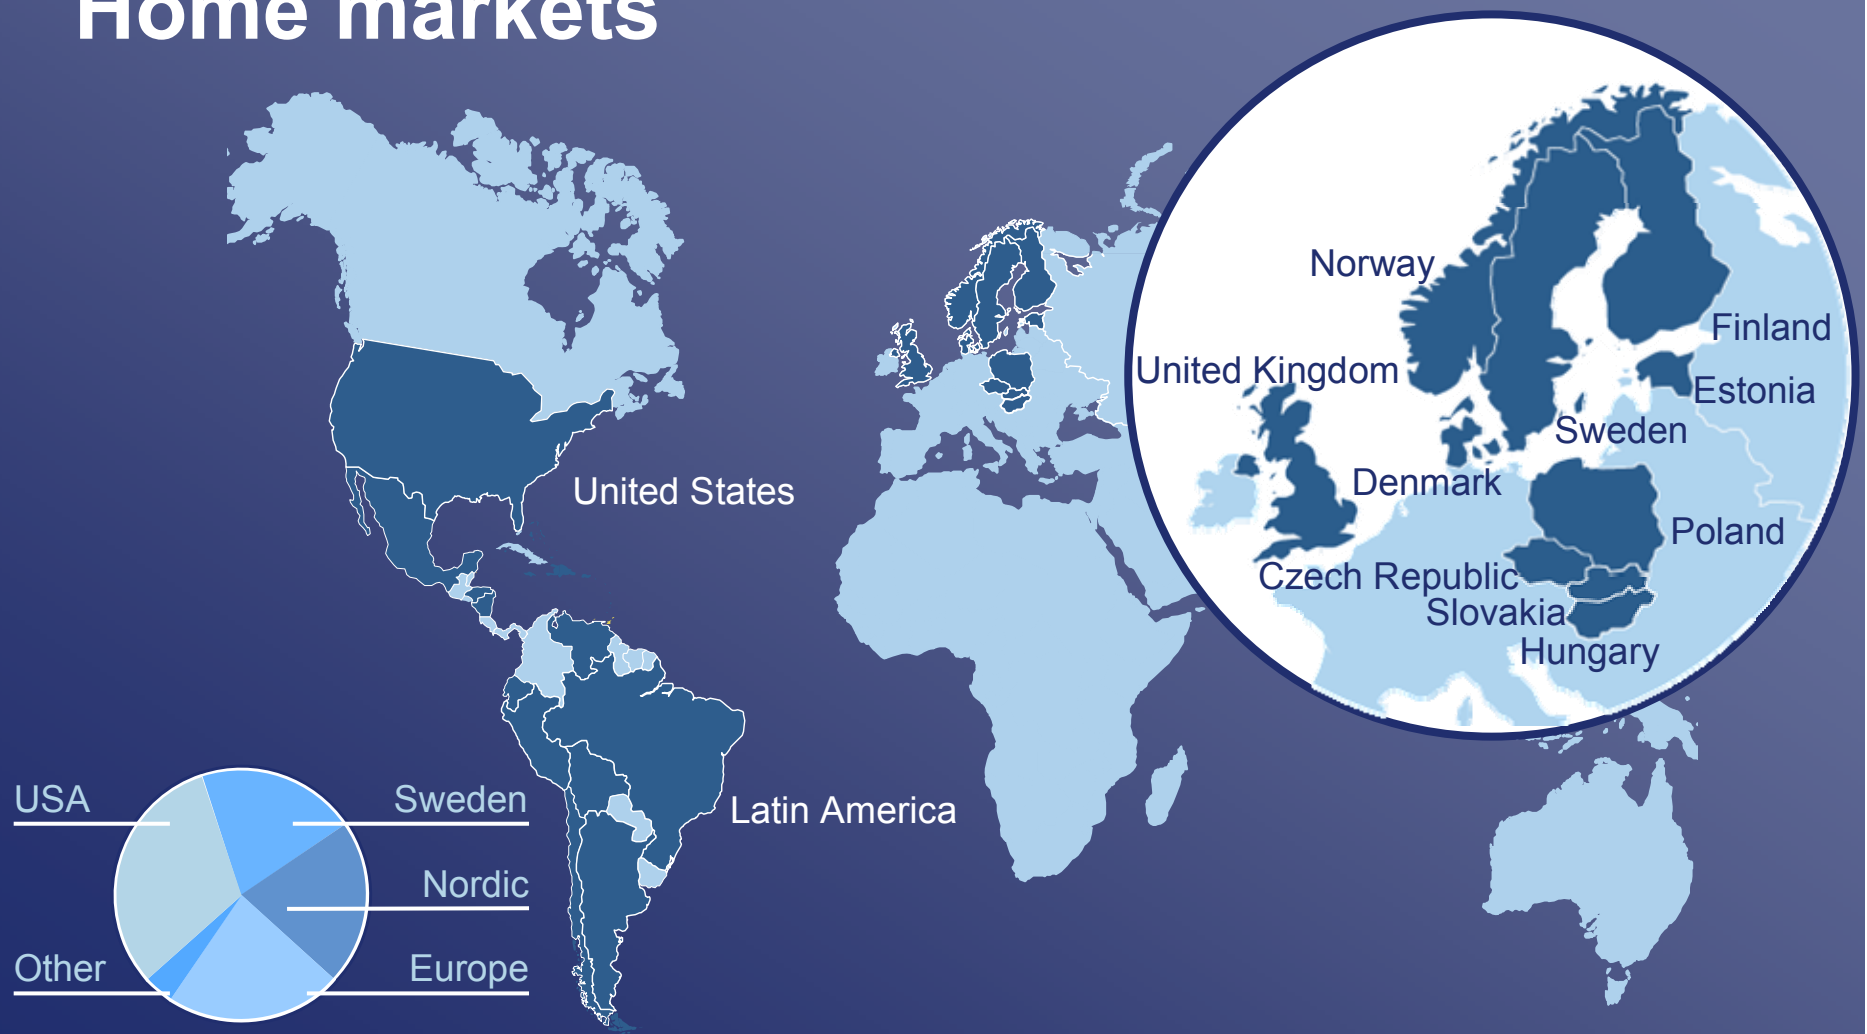 Home markets
Norway
Finland
United Kingdom
Estonia
Sweden
Denmark
United States
Poland
Czech Republic
Slovakia
Hungary
Latin America
USA
Sweden
Nordic
Other
Europe